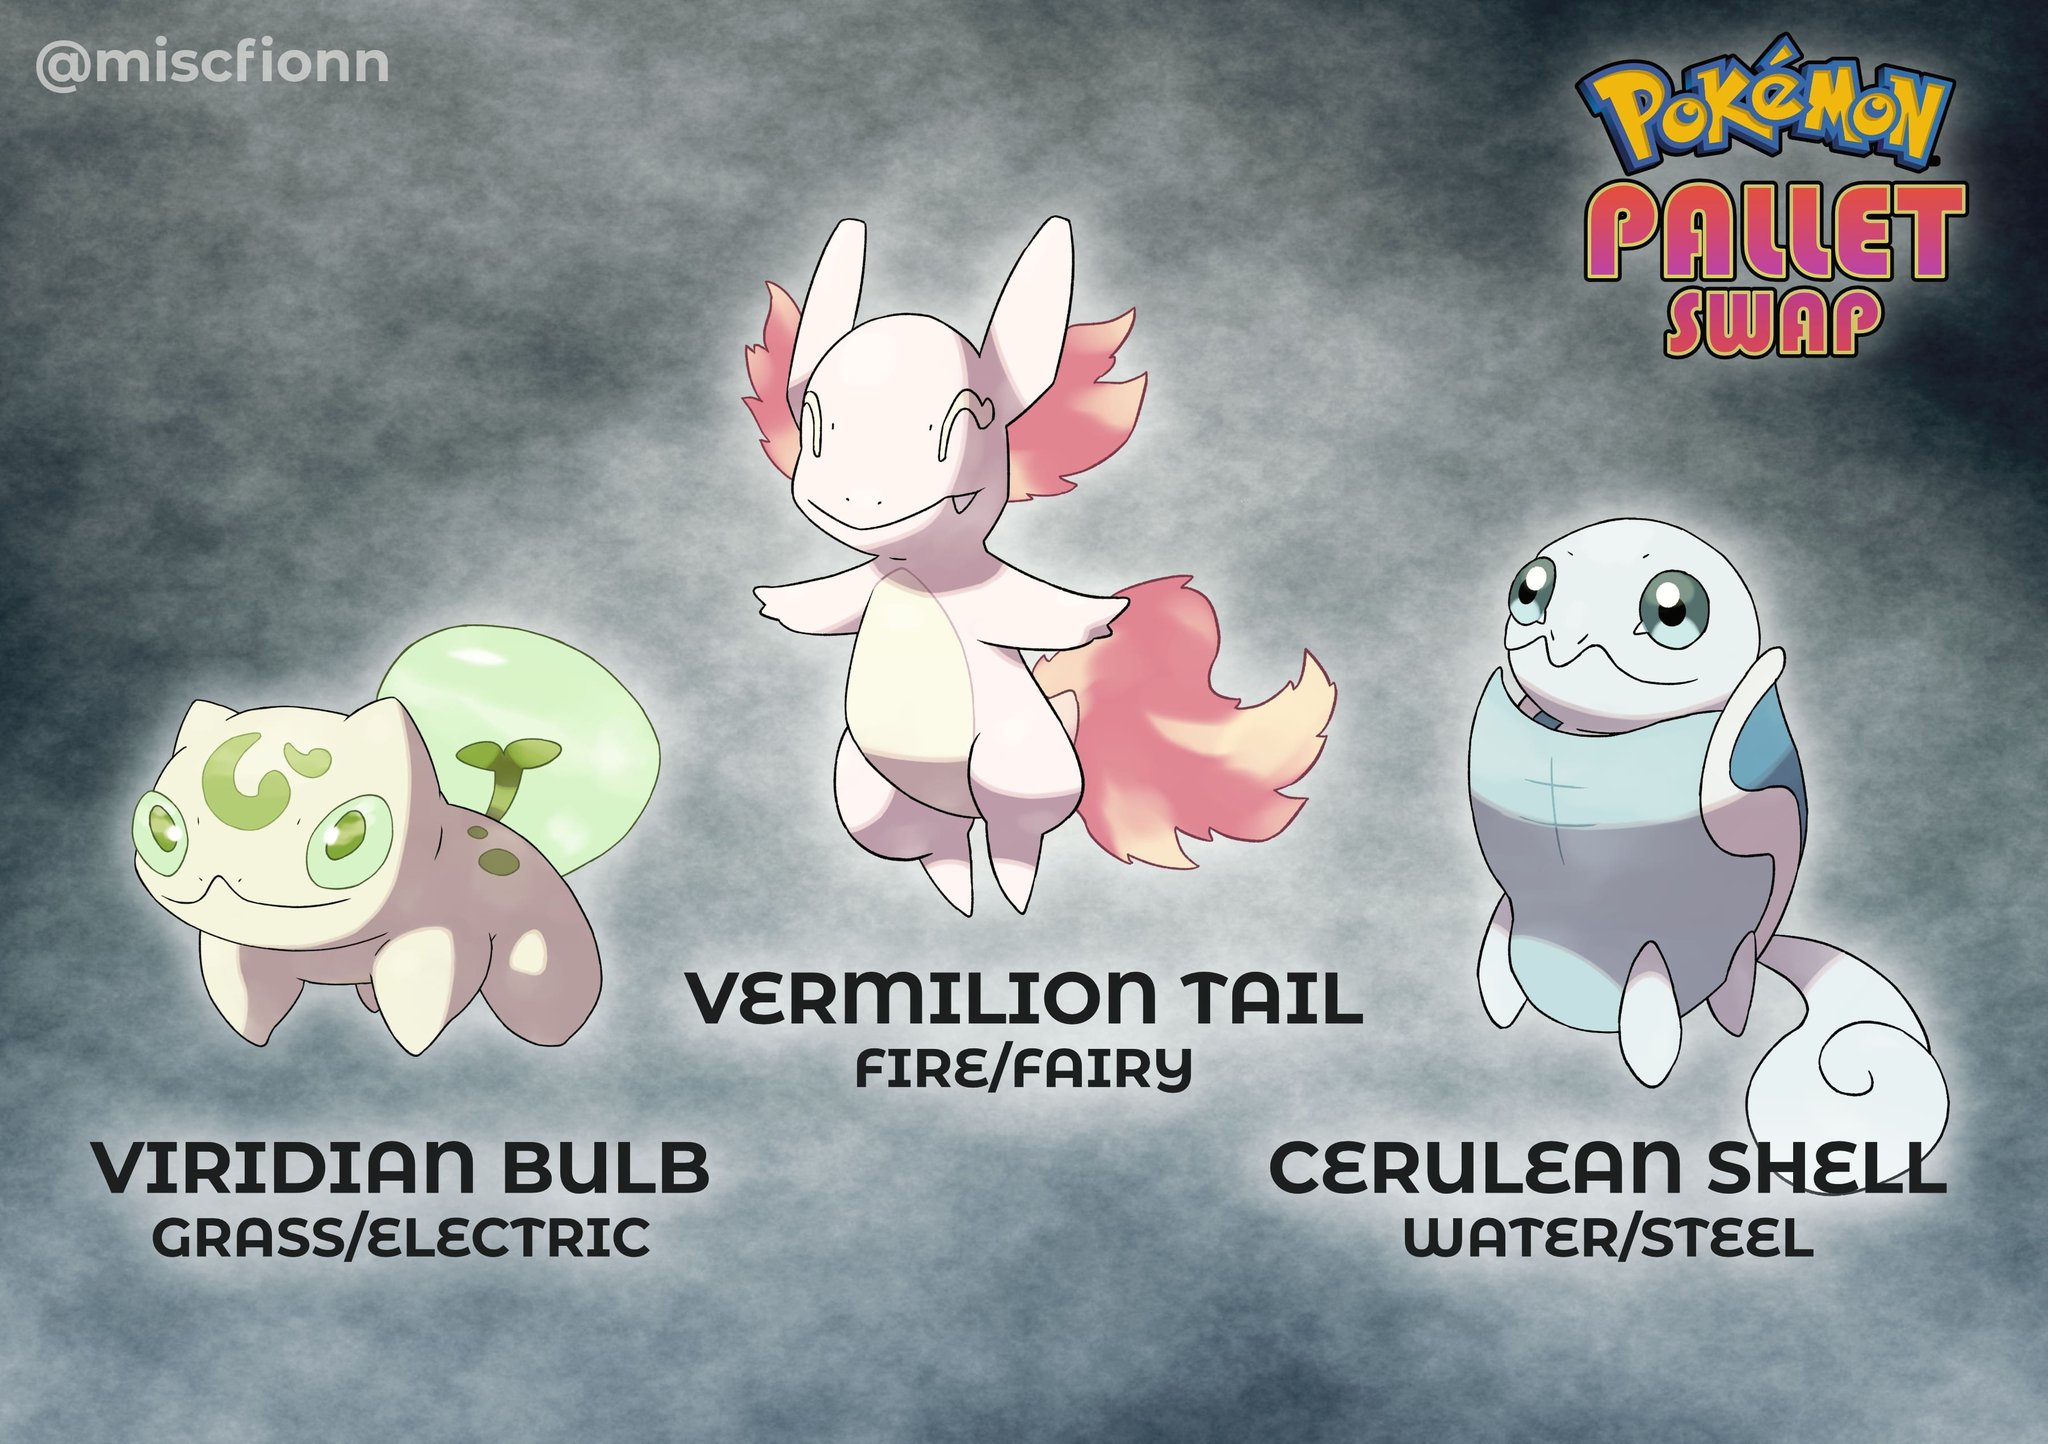 @miscfionn
POKéMON
PALLET
SWAP
VERMILION TAIL
FIRE/FAIRY
VIRIDIAN BULB
GRASS/ELECTRIC
CERULEAN SHELL
WATER/STEEL